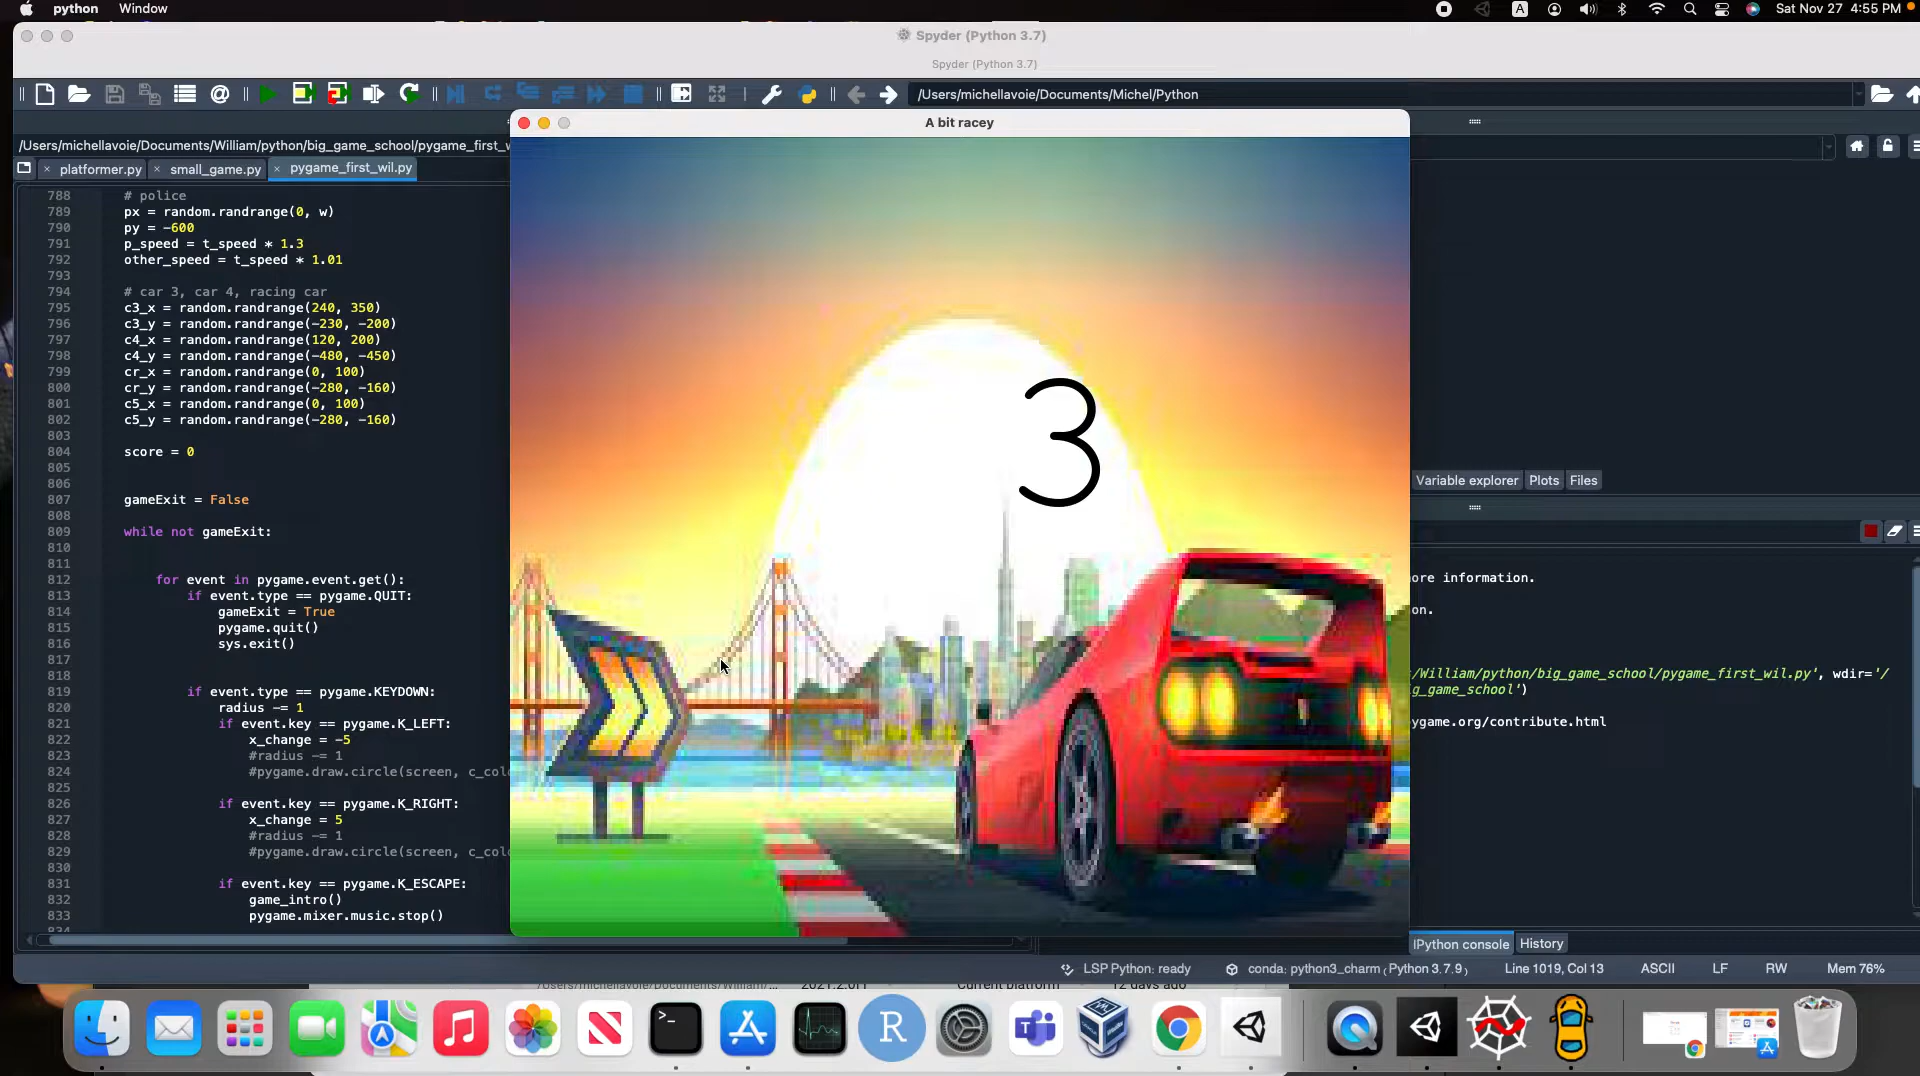 python Window
A Sat Nov 27 4:55 PM
Spyder (Python 3.7)
Spyder (Python 3.7)
/Users/michellavoie/Documents/Michel/Python
A bit racey
/Users/michellavoie/Documents/William/python/big_game_school/pygame_first_w
platformer.py small_game.py pygame_first_wil.py
788 # police
789 px = random.randrange(0, w)
790 py = -600
791 p_speed = t_speed * 1.3
792 other_speed = t_speed * 1.01
793
794 # car 3, car 4, racing car
795 c3_x = random.randrange(240, 350)
796 c3_y = random.randrange(-230, -200)
797 c4_x = random.randrange(120, 200)
798 c4_y = random.randrange(-480, -450)
799 cr_x = random.randrange(0, 100)
800 cr_y = random.randrange(-280, -160)
801 c5_x = random.randrange(0, 100)
802 c5_y = random.randrange(-280, -160)
803
804 score = 0
805
806
807 gameExit = False
808
809 while not gameExit:
810
811
812 for event in pygame.event.get():
813 if event.type == pygame.QUIT:
814 gameExit = True
815 pygame.quit()
816 sys.exit()
817
818
819 if event.type == pygame.KEYDOWN:
820 radius -= 1
821 if event.key == pygame.K_LEFT:
822 x_change = -5
823 #radius -= 1
824 #pygame.draw.circle(screen, c_col
825
826 if event.key == pygame.K_RIGHT:
827 x_change = 5
828 #radius -= 1
829 #pygame.draw.circle(screen, c_col
830
831 if event.key == pygame.K_ESCAPE:
832 game_intro()
833 pygame.mixer.music.stop()
834
3
Variable explorer Plots Files
ore information.
on.
/William/python/big_game_school/pygame_first_wil.py', wdir='/
g_game_school')
ygame.org/contribute.html
IPython console History
LSP Python: ready conda: python3_charm (Python 3.7.9) Line 1019, Col 13 ASCII LF RW Mem 76%
R